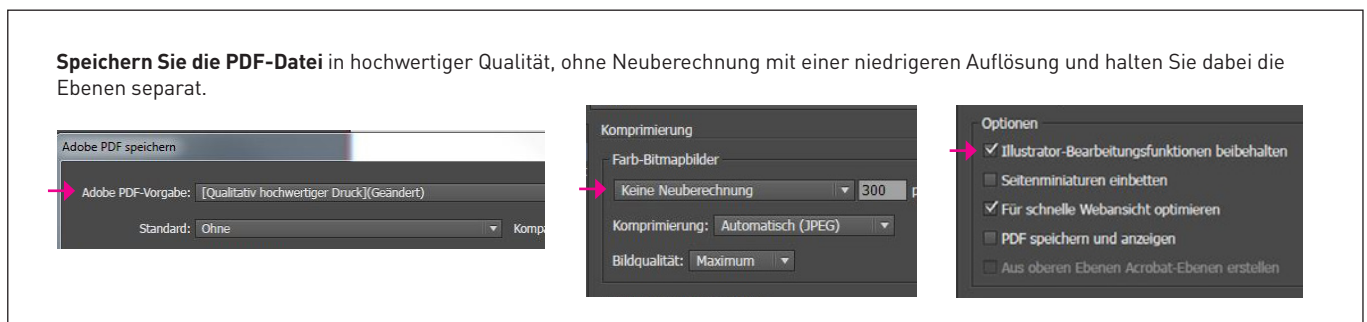 Speichern Sie die PDF-Datei in hochwertiger Qualität, ohne Neuberechnung mit einer niedrigeren Auflösung und halten Sie dabei die
Ebenen separat.
Adobe PDF speichern
Adobe PDF-Vorgabe: [Qualitativ hochwertiger Druck](Geändert)
Standard: Ohne
Komprimierung
Farb-Bitmapbilder
Keine Neuberechnung 300
Komprimierung: Automatisch (JPEG)
Bildqualität: Maximum
Optionen
Illustrator-Bearbeitungsfunktionen beibehalten
Seitenminiaturen einbetten
Für schnelle Webansicht optimieren
PDF speichern und anzeigen
Aus oberen Ebenen Acrobat-Ebenen erstellen